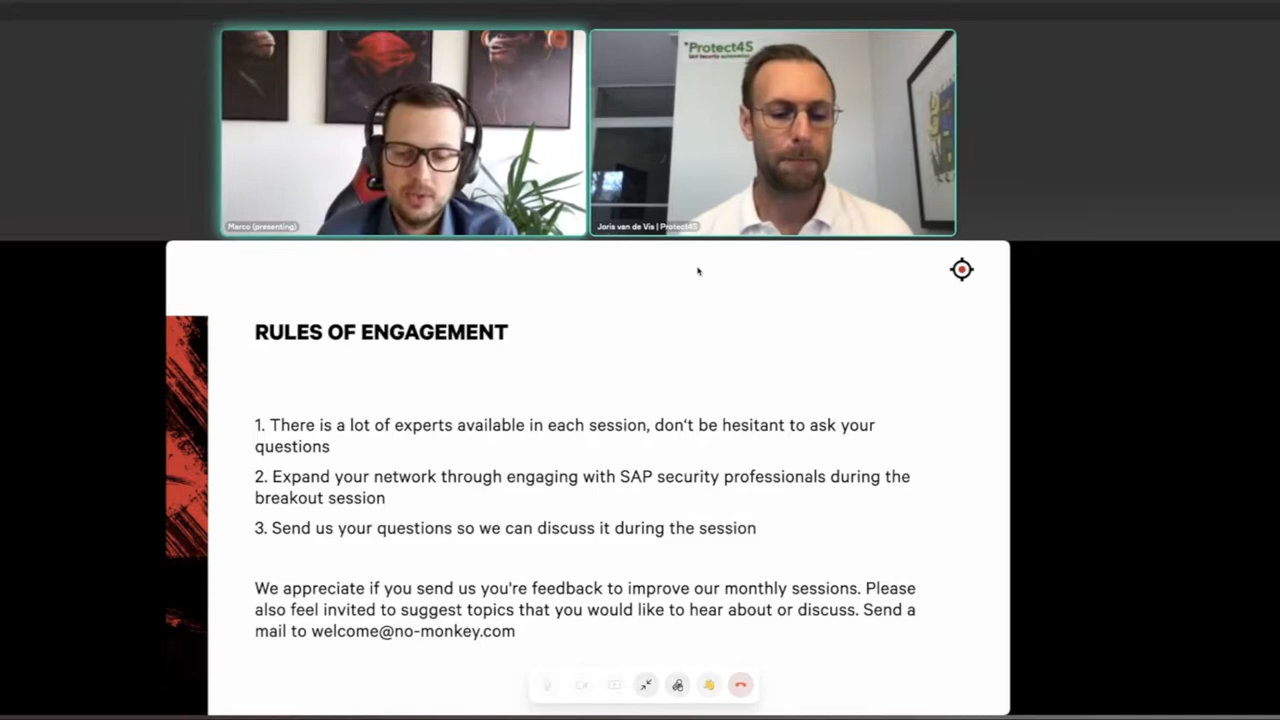 Protect4S
SAP Security Automation
Marco (presenting)
Joris van de Vis | Protect4S
RULES OF ENGAGEMENT
1. There is a lot of experts available in each session, don't be hesitant to ask your
questions
2. Expand your network through engaging with SAP security professionals during the
breakout session
3. Send us your questions so we can discuss it during the session
We appreciate if you send us you're feedback to improve our monthly sessions. Please
also feel invited to suggest topics that you would like to hear about or discuss. Send a
mail to welcome@no-monkey.com